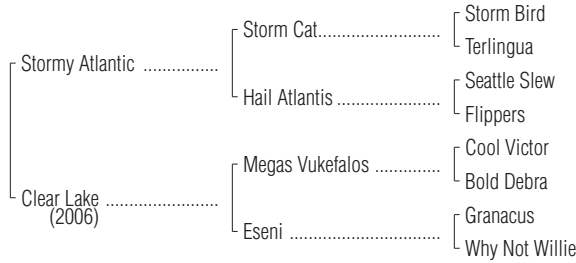 Storm Bird
Storm Cat....................................
Terlingua
Stormy Atlantic ................
Seattle Slew
Hail Atlantis ..............................
Flippers
Cool Victor
Megas Vukefalos ......................
Bold Debra
Clear Lake ........................
(2006)
Granacus
Eseni ............................................
Why Not Willie